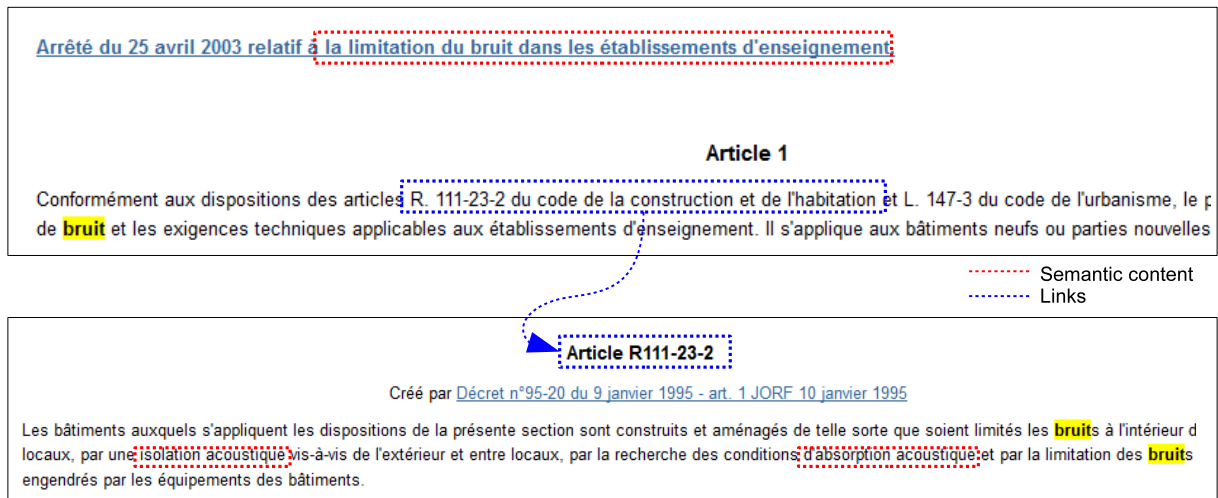 Arrêté du 25 avril 2003 relatif à la limitation du bruit dans les établissements d'enseignement
Article 1
Conformément aux dispositions des articles R. 111-23-2 du code de la construction et de l'habitation et L. 147-3 du code de l'urbanisme, le
de bruit et les exigences techniques applicables aux établissements d'enseignement. Il s'applique aux bâtiments neufs ou parties nouvelles
Semantic content
Links
Article R111-23-2
Créé par Décret n°95-20 du 9 janvier 1995 - art. 1 JORF 10 janvier 1995
Les bâtiments auxquels s'appliquent les dispositions de la présente section sont construits et aménagés de telle sorte que soient limités les bruits à l'intérieur d
locaux, par une isolation acoustique vis-à-vis de l'extérieur et entre locaux, par la recherche des conditions d'absorption acoustique et par la limitation des bruits
engendrés par les équipements des bâtiments.